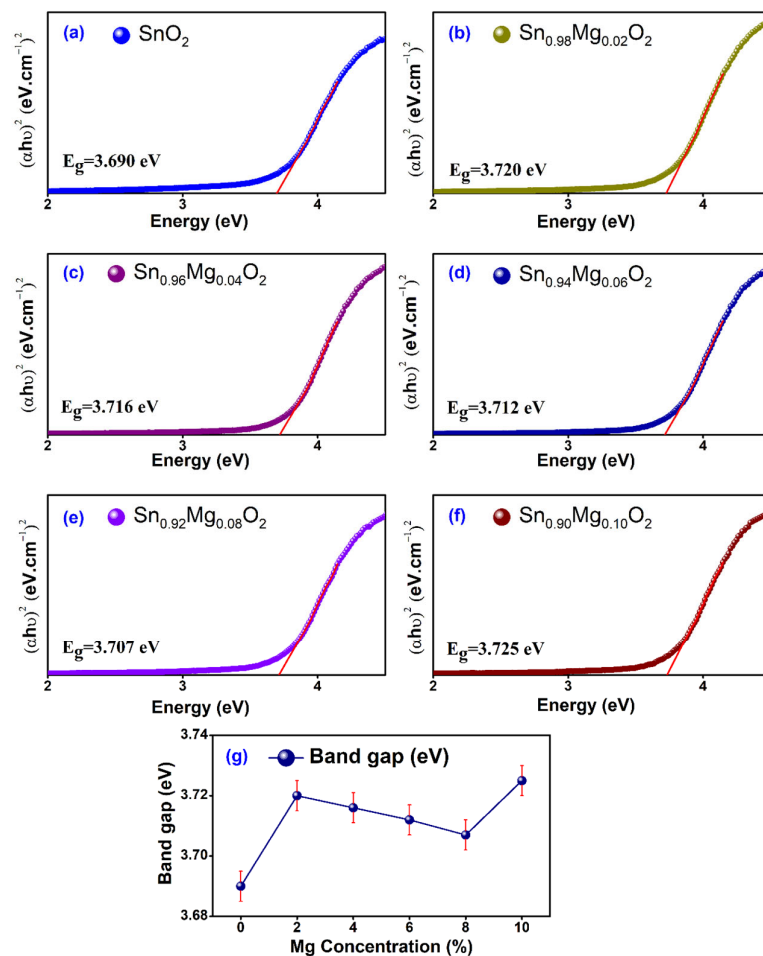 (a) SnO₂
(αhυ)² (eV.cm⁻¹)²
E_g=3.690 eV
2 3 4
Energy (eV)
(b) Sn₀.₉₈Mg₀.₀₂O₂
(αhυ)² (eV.cm⁻¹)²
E_g=3.720 eV
2 3 4
Energy (eV)
(c) Sn₀.₉₆Mg₀.₀₄O₂
(αhυ)² (eV.cm⁻¹)²
E_g=3.716 eV
2 3 4
Energy (eV)
(d) Sn₀.₉₄Mg₀.₀₆O₂
(αhυ)² (eV.cm⁻¹)²
E_g=3.712 eV
2 3 4
Energy (eV)
(e) Sn₀.₉₂Mg₀.₀₈O₂
(αhυ)² (eV.cm⁻¹)²
E_g=3.707 eV
2 3 4
Energy (eV)
(f) Sn₀.₉₀Mg₀.₁₀O₂
(αhυ)² (eV.cm⁻¹)²
E_g=3.725 eV
2 3 4
Energy (eV)
(g) Band gap (eV)
Band gap (eV)
3.74
3.72
3.70
3.68
0 2 4 6 8 10
Mg Concentration (%)